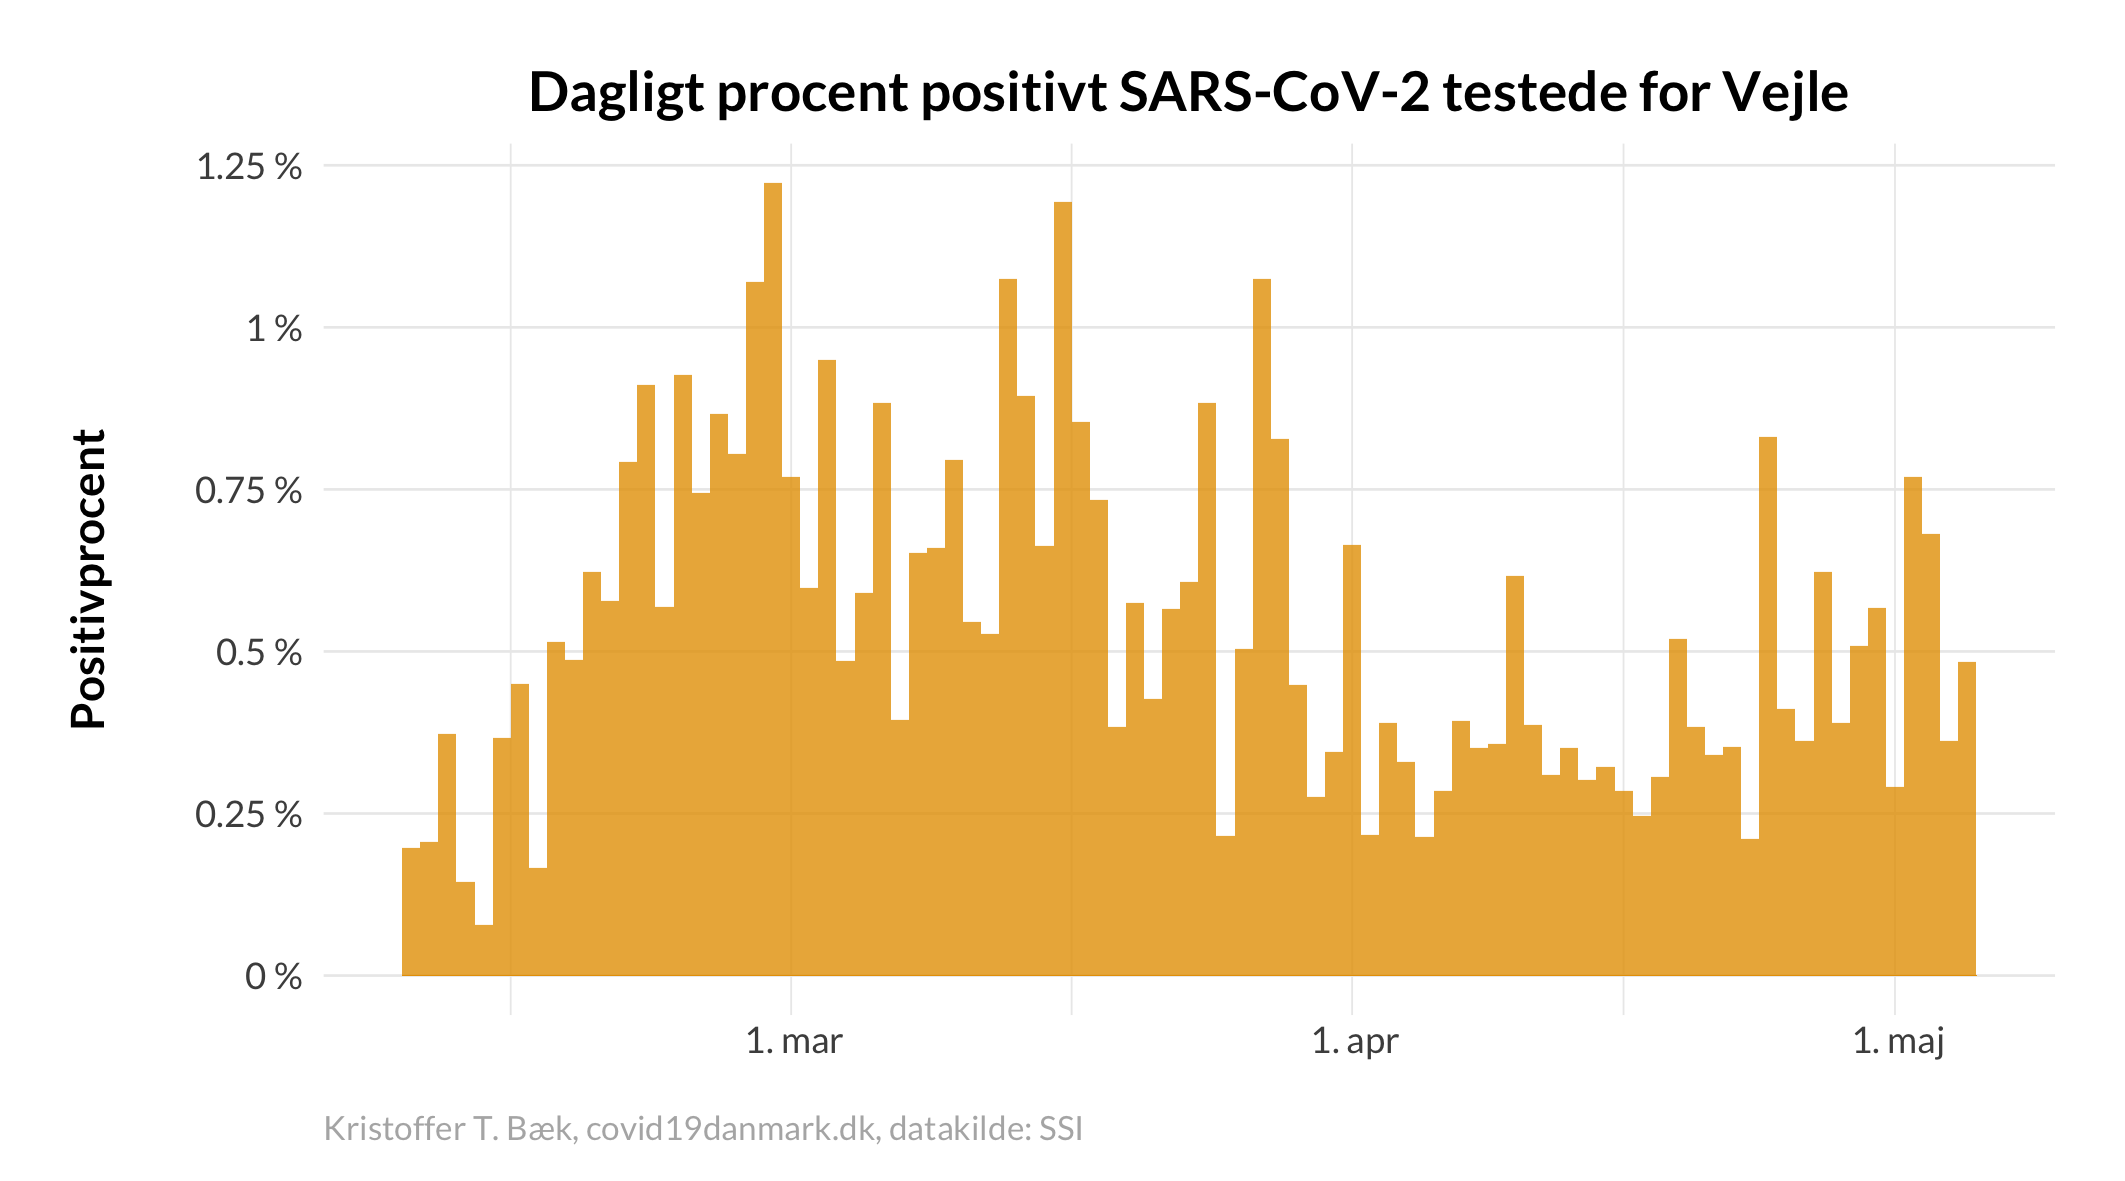 Dagligt procent positivt SARS-CoV-2 testede for Vejle
Positivprocent
1.25 %
1 %
0.75 %
0.5 %
0.25 %
0 %
1. mar
1. apr
1. maj
Kristoffer T. Bæk, covid19danmark.dk, datakilde: SSI